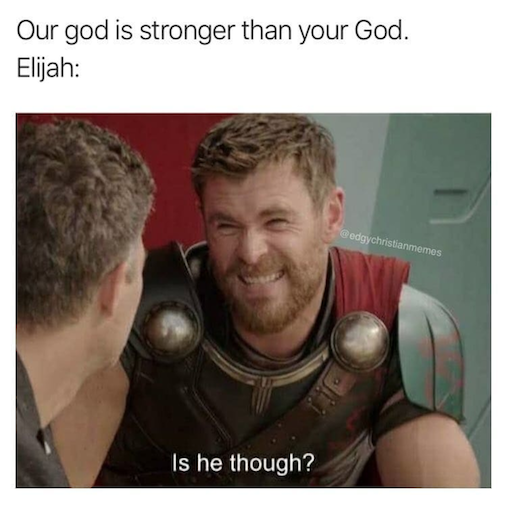 Our god is stronger than your God.
Elijah:
@edgychristianmemes
Is he though?